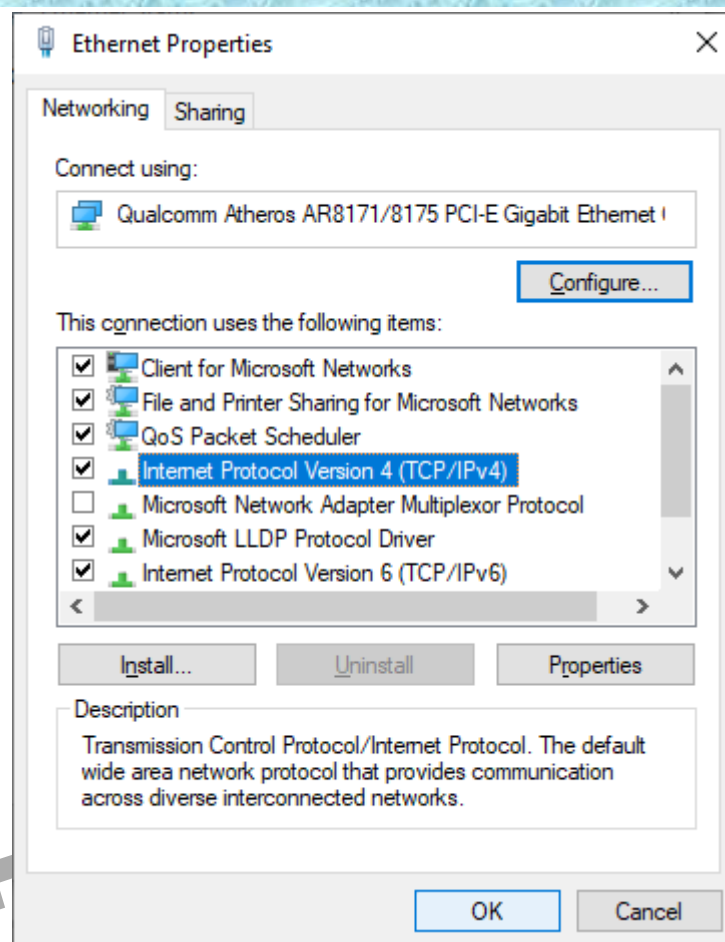 Ethernet Properties
Networking
Sharing
Connect using:
Qualcomm Atheros AR8171/8175 PCI-E Gigabit Ethernet
Configure...
This connection uses the following items:
Client for Microsoft Networks
File and Printer Sharing for Microsoft Networks
QoS Packet Scheduler
Internet Protocol Version 4 (TCP/IPv4)
Microsoft Network Adapter Multiplexor Protocol
Microsoft LLDP Protocol Driver
Internet Protocol Version 6 (TCP/IPv6)
Install...
Uninstall
Properties
Description
Transmission Control Protocol/Internet Protocol. The default
wide area network protocol that provides communication
across diverse interconnected networks.
OK
Cancel